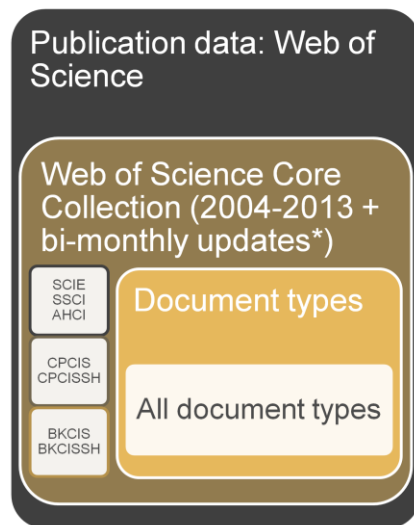 Publication data: Web of
Science
Web of Science Core
Collection (2004-2013 +
bi-monthly updates*)
SCIE
SSCI
AHCI
CPCIS
CPCISSH
BKCIS
BKCISSH
Document types
All document types